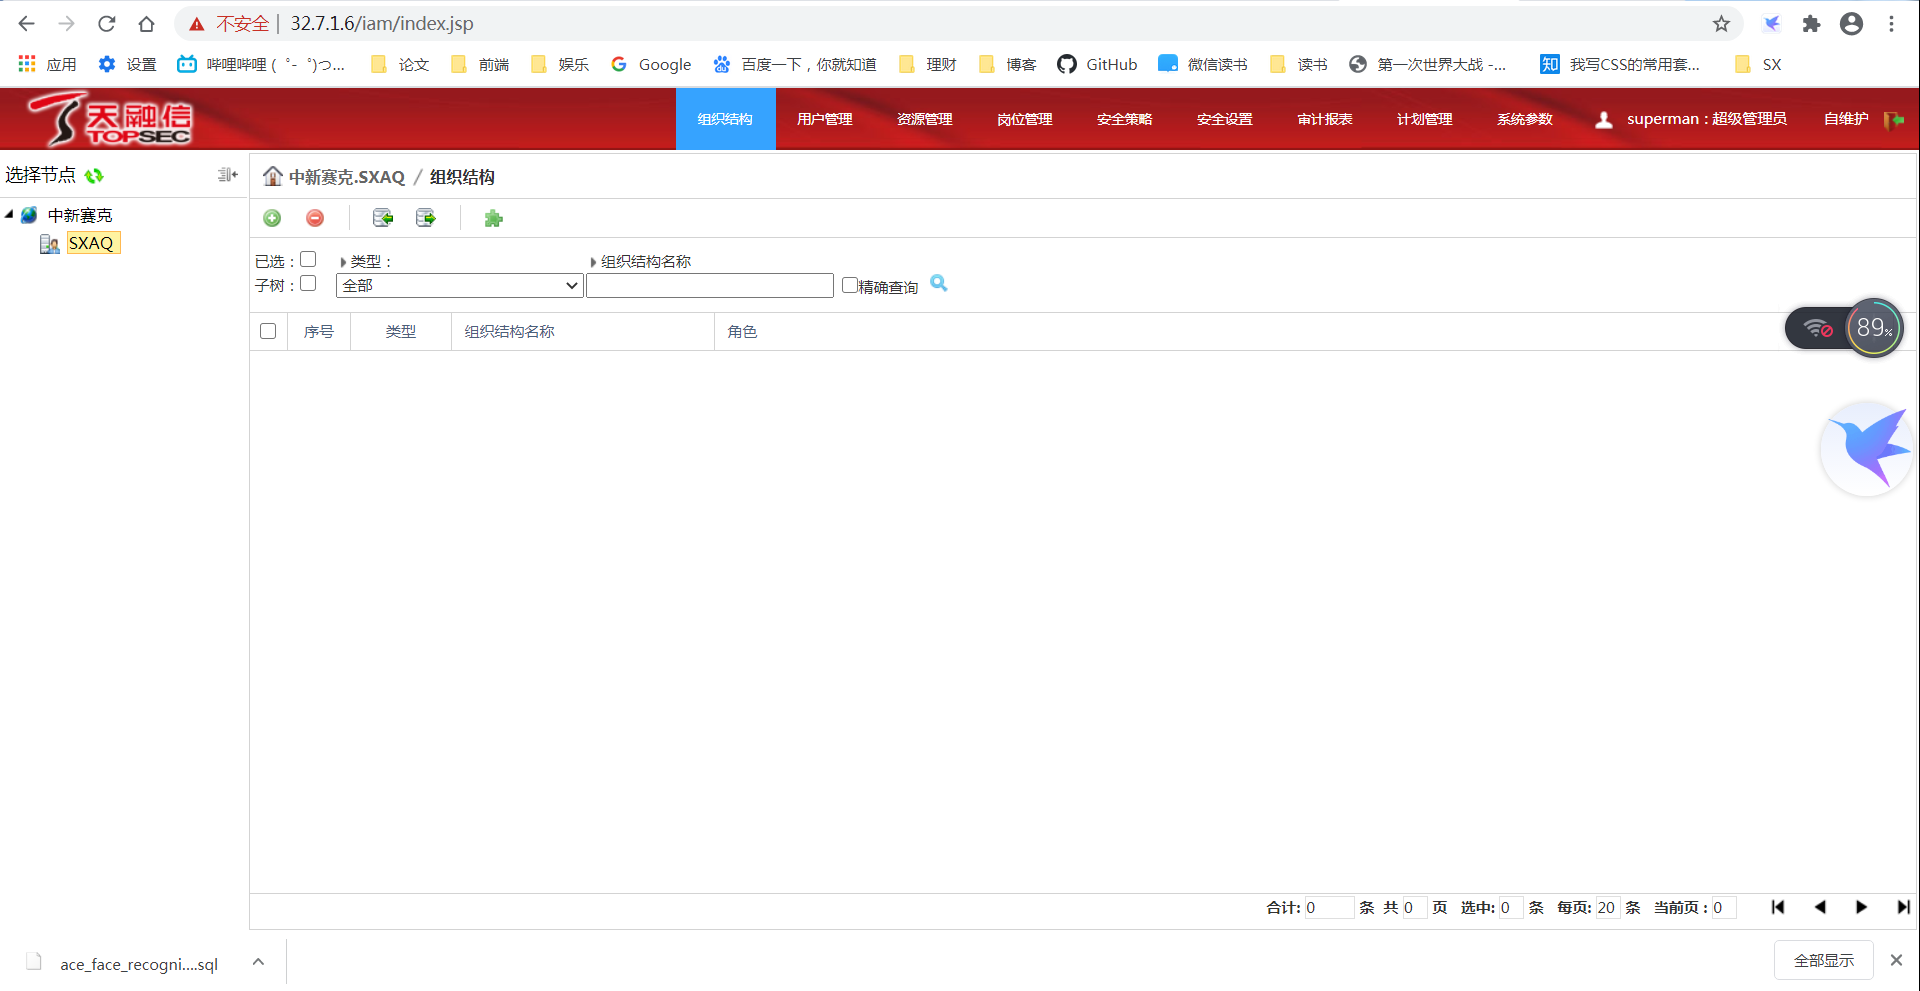 不安全 | 32.7.1.6/iam/index.jsp
应用 设置 哔哩哔哩 ( ゜- ゜)つ... 论文 前端 娱乐 Google 百度一下，你就知道 理财 博客 GitHub 微信读书 读书 第一次世界大战 -... 知 我写CSS的常用套... SX
天融信
TOPSEC
组织结构 用户管理 资源管理 岗位管理 安全策略 安全设置 审计报表 计划管理 系统参数 superman : 超级管理员 自维护
选择节点
中新赛克.SXAQ / 组织结构
中新赛克
SXAQ
已选 : 类型 : 组织结构名称
子树 : 全部 精确查询
序号 类型 组织结构名称 角色
89%
合计: 0 条 共 0 页 选中: 0 条 每页: 20 条 当前页 : 0
ace_face_recogni....sql
全部显示